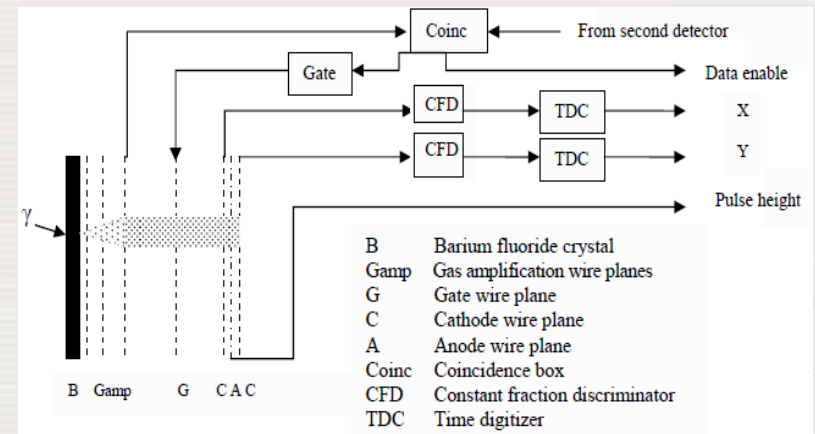 Coinc
From second detector
Gate
Data enable
CFD
TDC
X
CFD
TDC
Y
Pulse height
γ
B Barium fluoride crystal
Gamp Gas amplification wire planes
G Gate wire plane
C Cathode wire plane
A Anode wire plane
Coinc Coincidence box
CFD Constant fraction discriminator
TDC Time digitizer
B Gamp G C A C